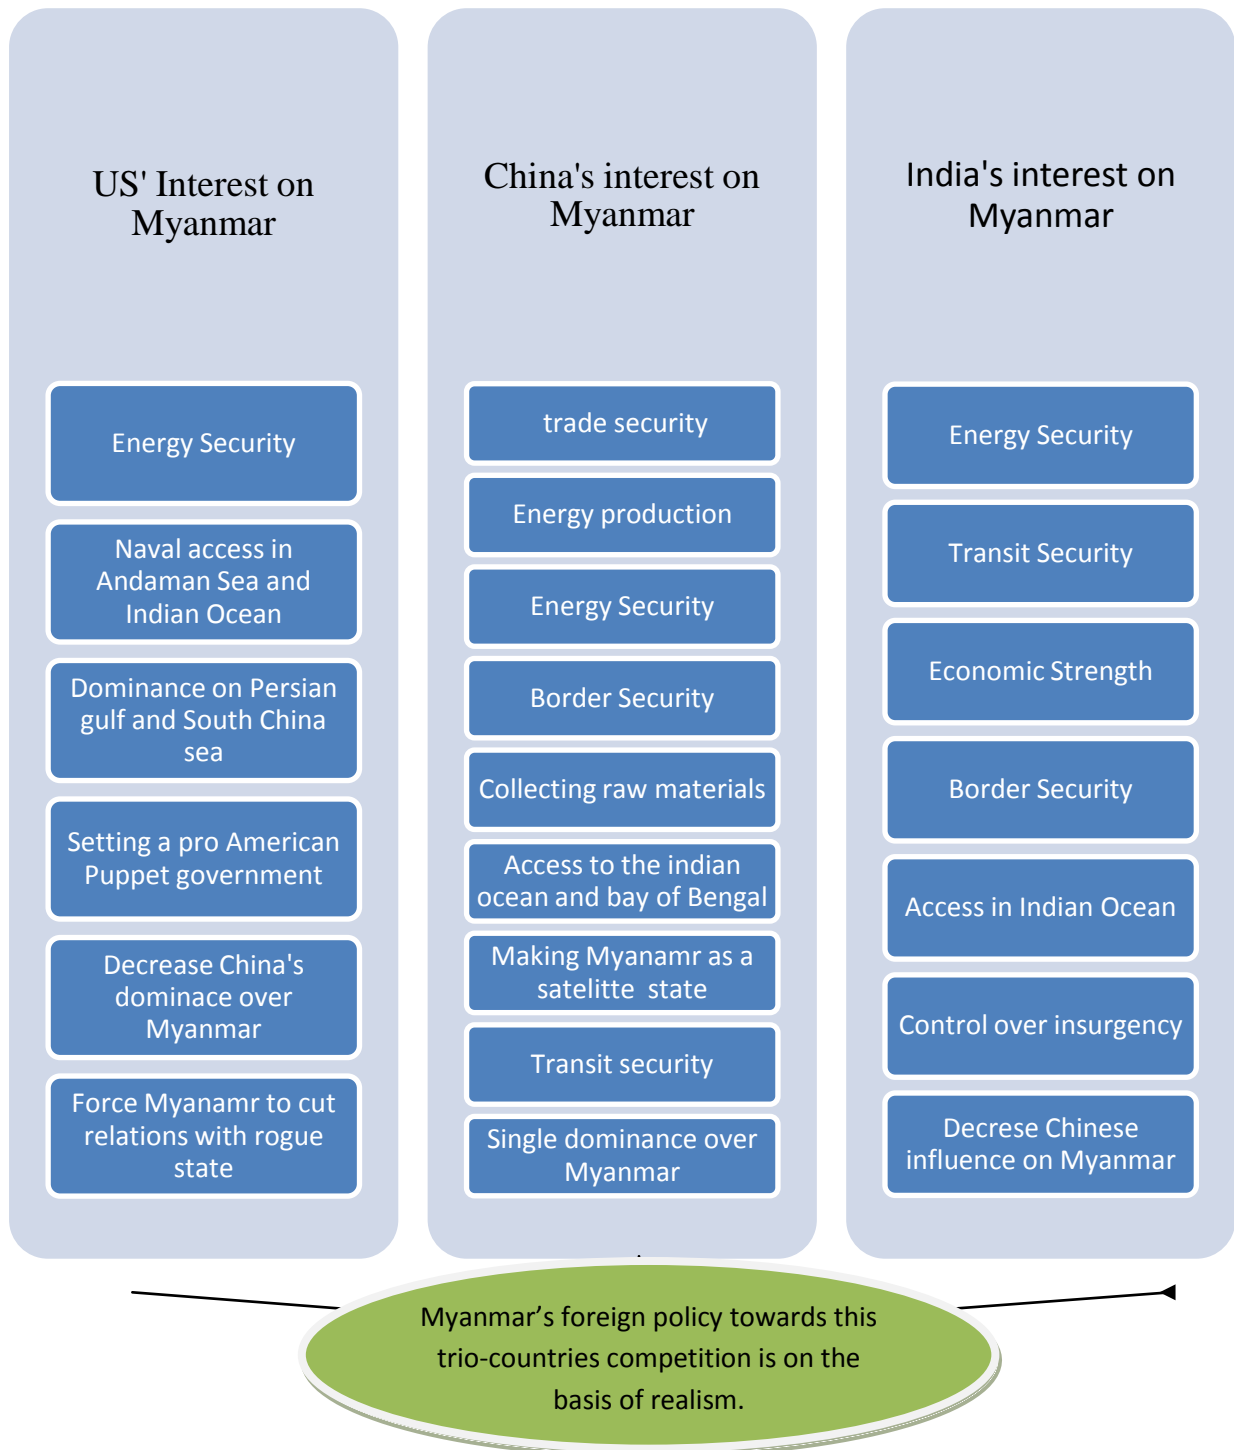 US' Interest on
Myanmar
Energy Security
Naval access in
Andaman Sea and
Indian Ocean
Dominance on Persian
gulf and South China
sea
Setting a pro American
Puppet government
Decrease China's
dominace over
Myanmar
Force Myanamr to cut
relations with rogue
state
China's interest on
Myanmar
trade security
Energy production
Energy Security
Border Security
Collecting raw materials
Access to the indian
ocean and bay of Bengal
Making Myanamr as a
satelitte state
Transit security
Single dominance over
Myanmar
India's interest on
Myanmar
Energy Security
Transit Security
Economic Strength
Border Security
Access in Indian Ocean
Control over insurgency
Decrese Chinese
influence on Myanmar
Myanmar’s foreign policy towards this
trio-countries competition is on the
basis of realism.